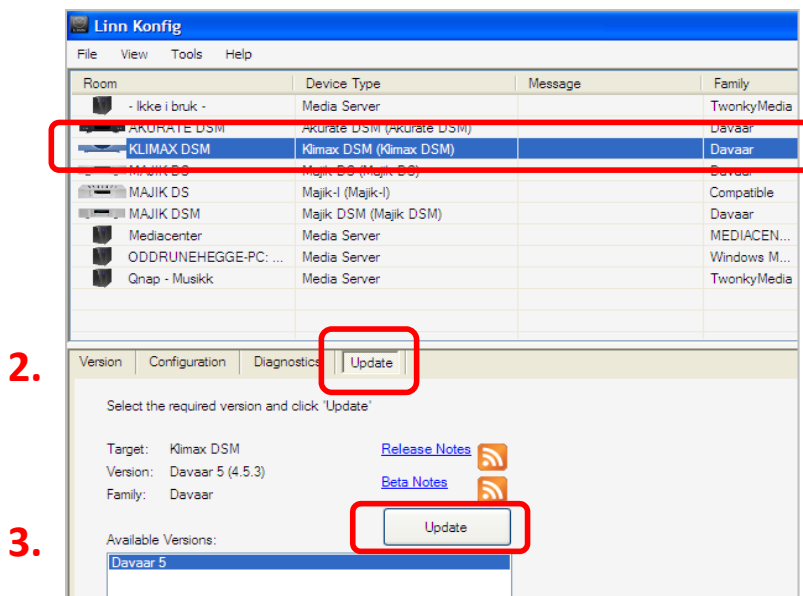 Linn Konfig
File View Tools Help
Room Device Type Message Family
- Ikke i bruk - Media Server TwonkyMedia
AKURATE DSM Akurate DSM (Akurate DSM) Davaar
KLIMAX DSM Klimax DSM (Klimax DSM) Davaar
MAJIK DS Majik DS (Majik DS) Davaar
MAJIK DS Majik-I (Majik-I) Compatible
MAJIK DSM Majik DSM (Majik DSM) Davaar
Mediacenter Media Server MEDIACEN...
ODDRUNEHEGGE-PC: ... Media Server Windows M...
Qnap - Musikk Media Server TwonkyMedia
2.
Version Configuration Diagnostics Update
Select the required version and click 'Update'
Target: Klimax DSM Release Notes
Version: Davaar 5 (4.5.3)
Family: Davaar Beta Notes
Update
3.
Available Versions:
Davaar 5